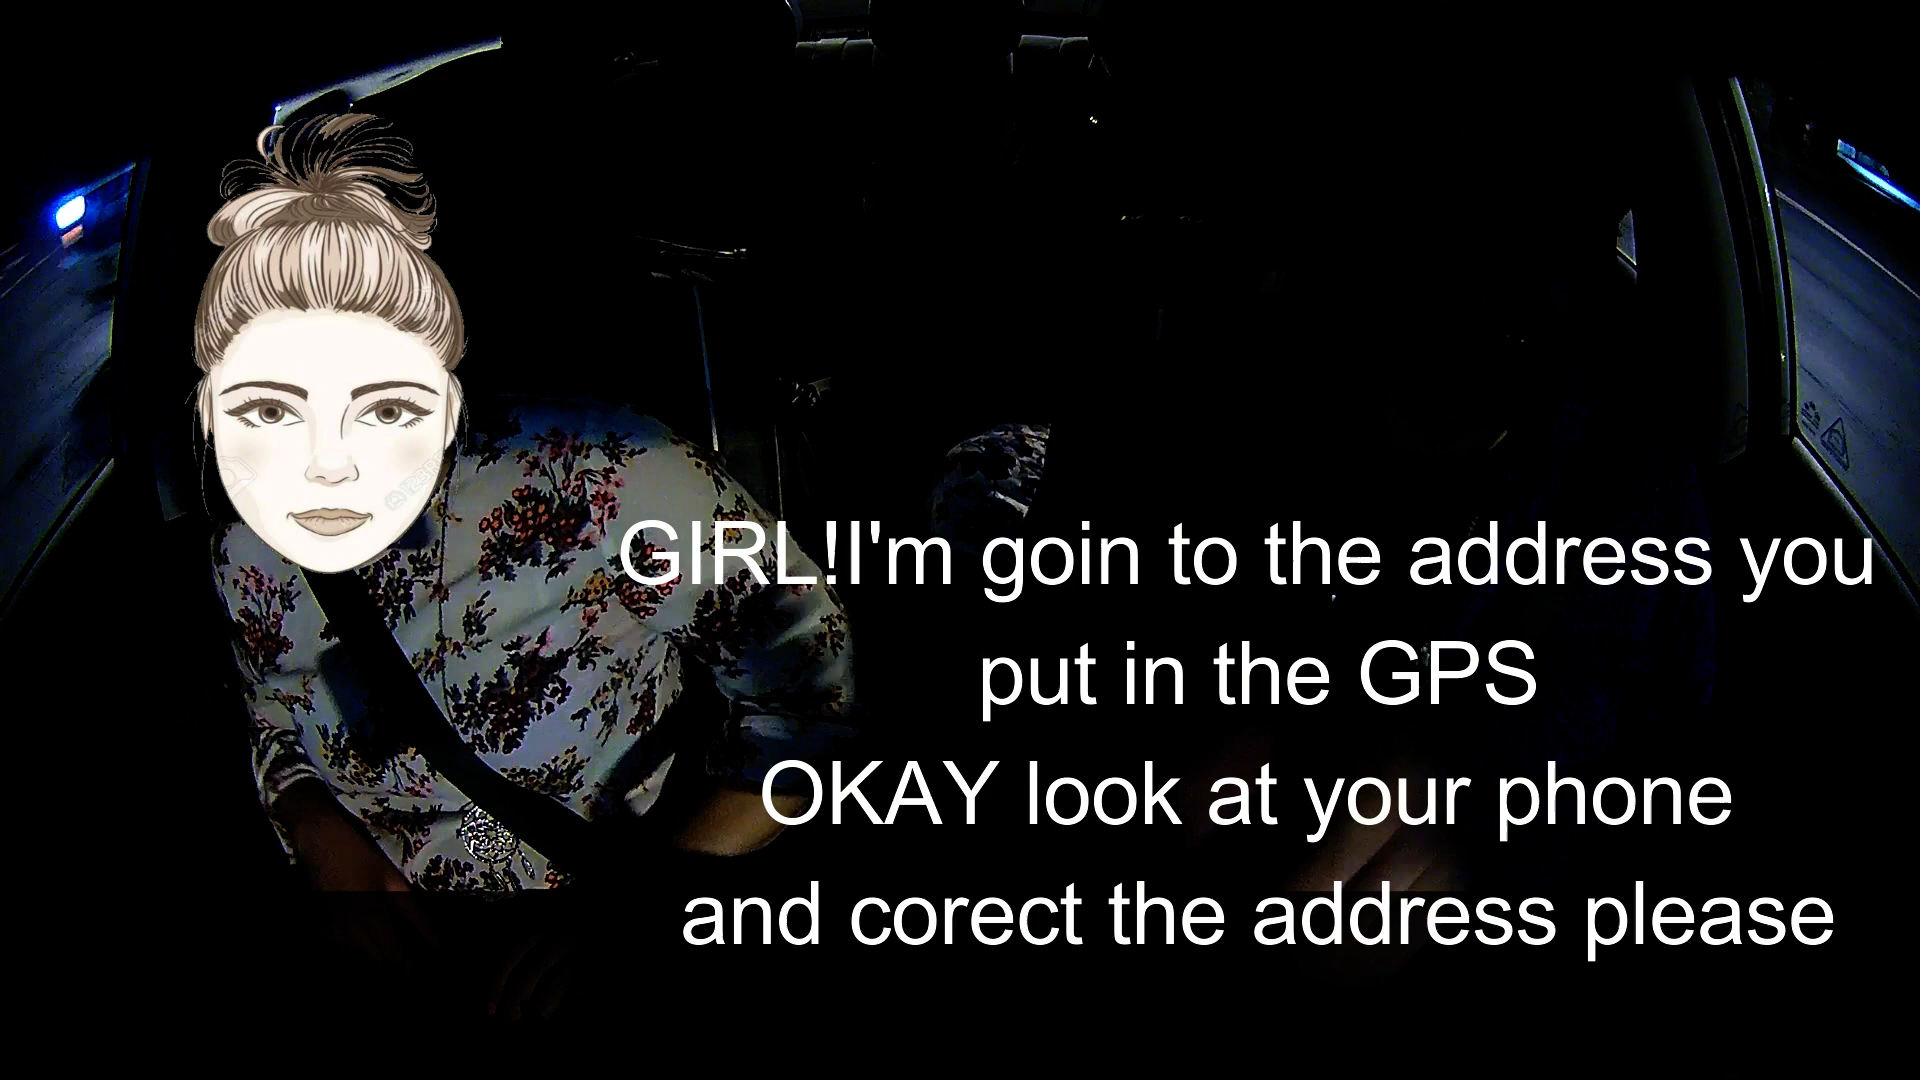 GIRL!I'm goin to the address you
put in the GPS
OKAY look at your phone
and corect the address please